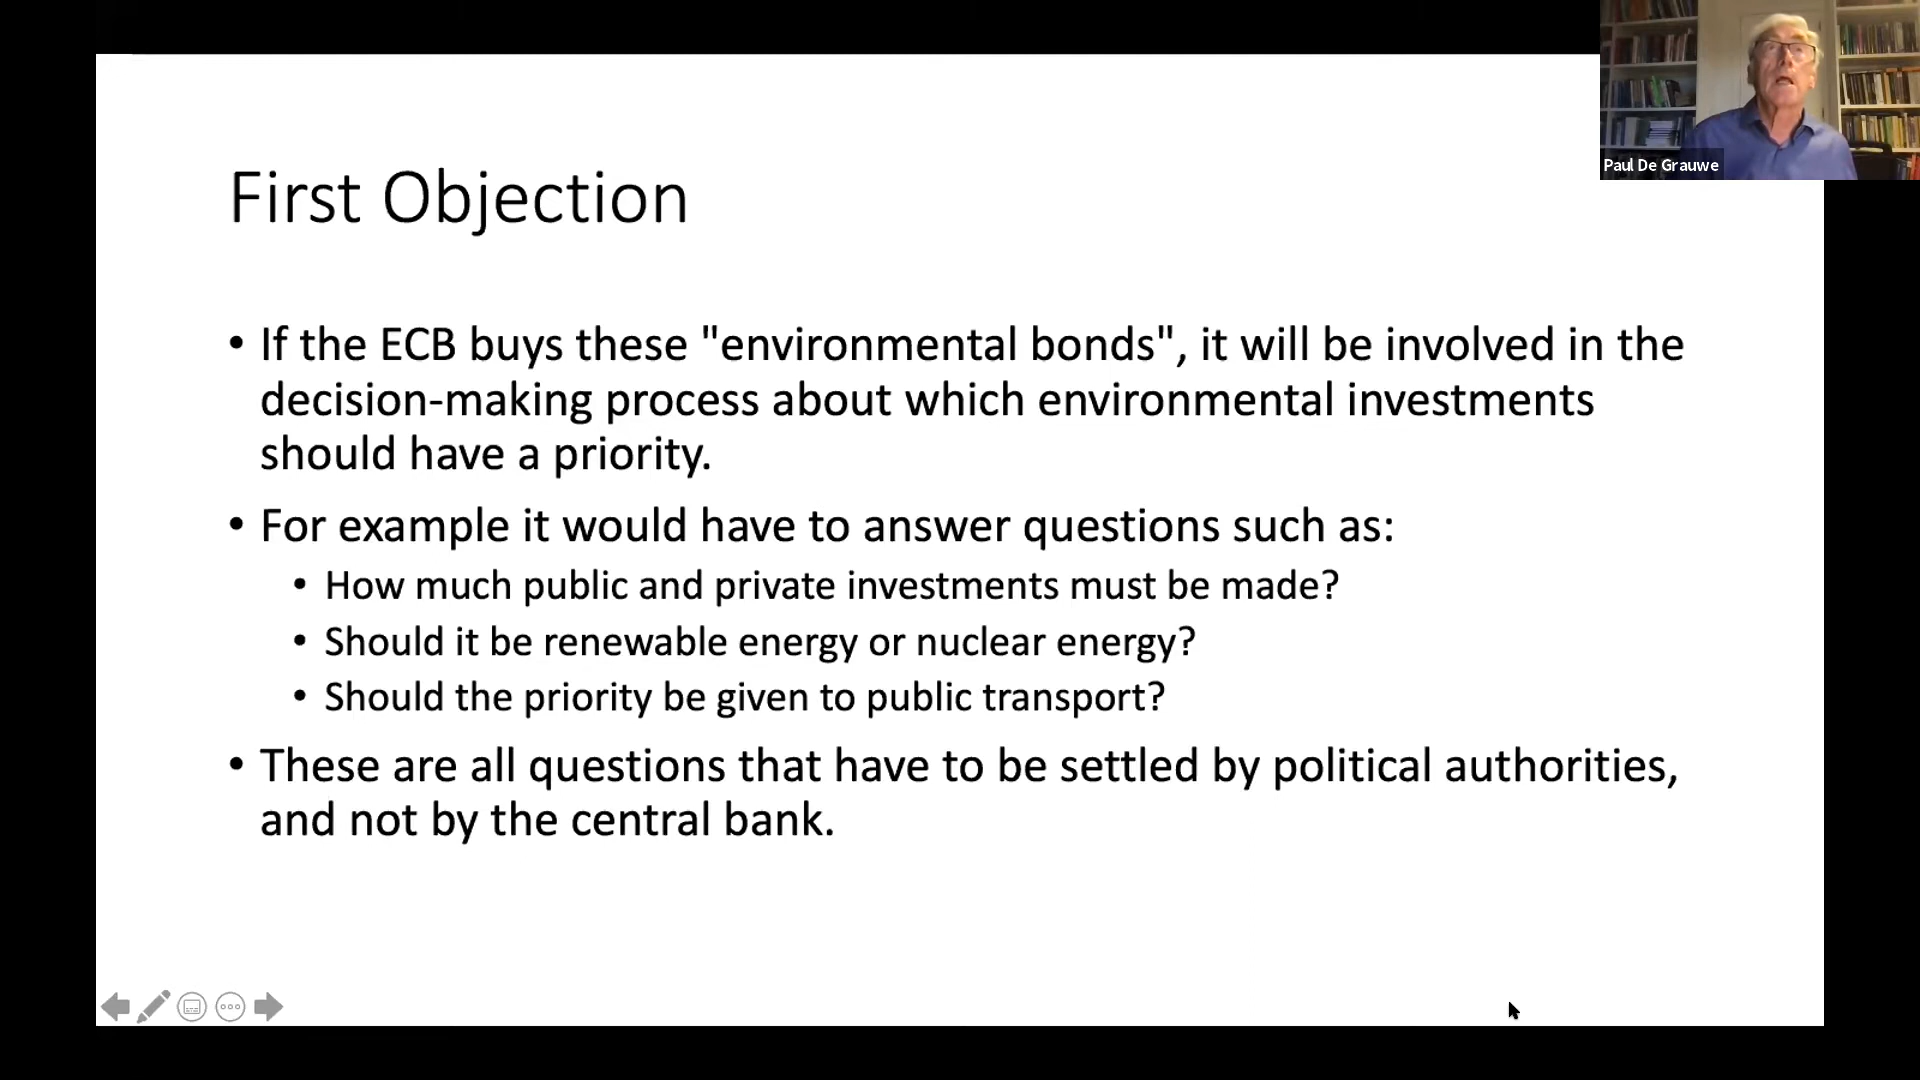 Paul De Grauwe
First Objection
• If the ECB buys these "environmental bonds", it will be involved in the
decision-making process about which environmental investments
should have a priority.
• For example it would have to answer questions such as:
• How much public and private investments must be made?
• Should it be renewable energy or nuclear energy?
• Should the priority be given to public transport?
• These are all questions that have to be settled by political authorities,
and not by the central bank.